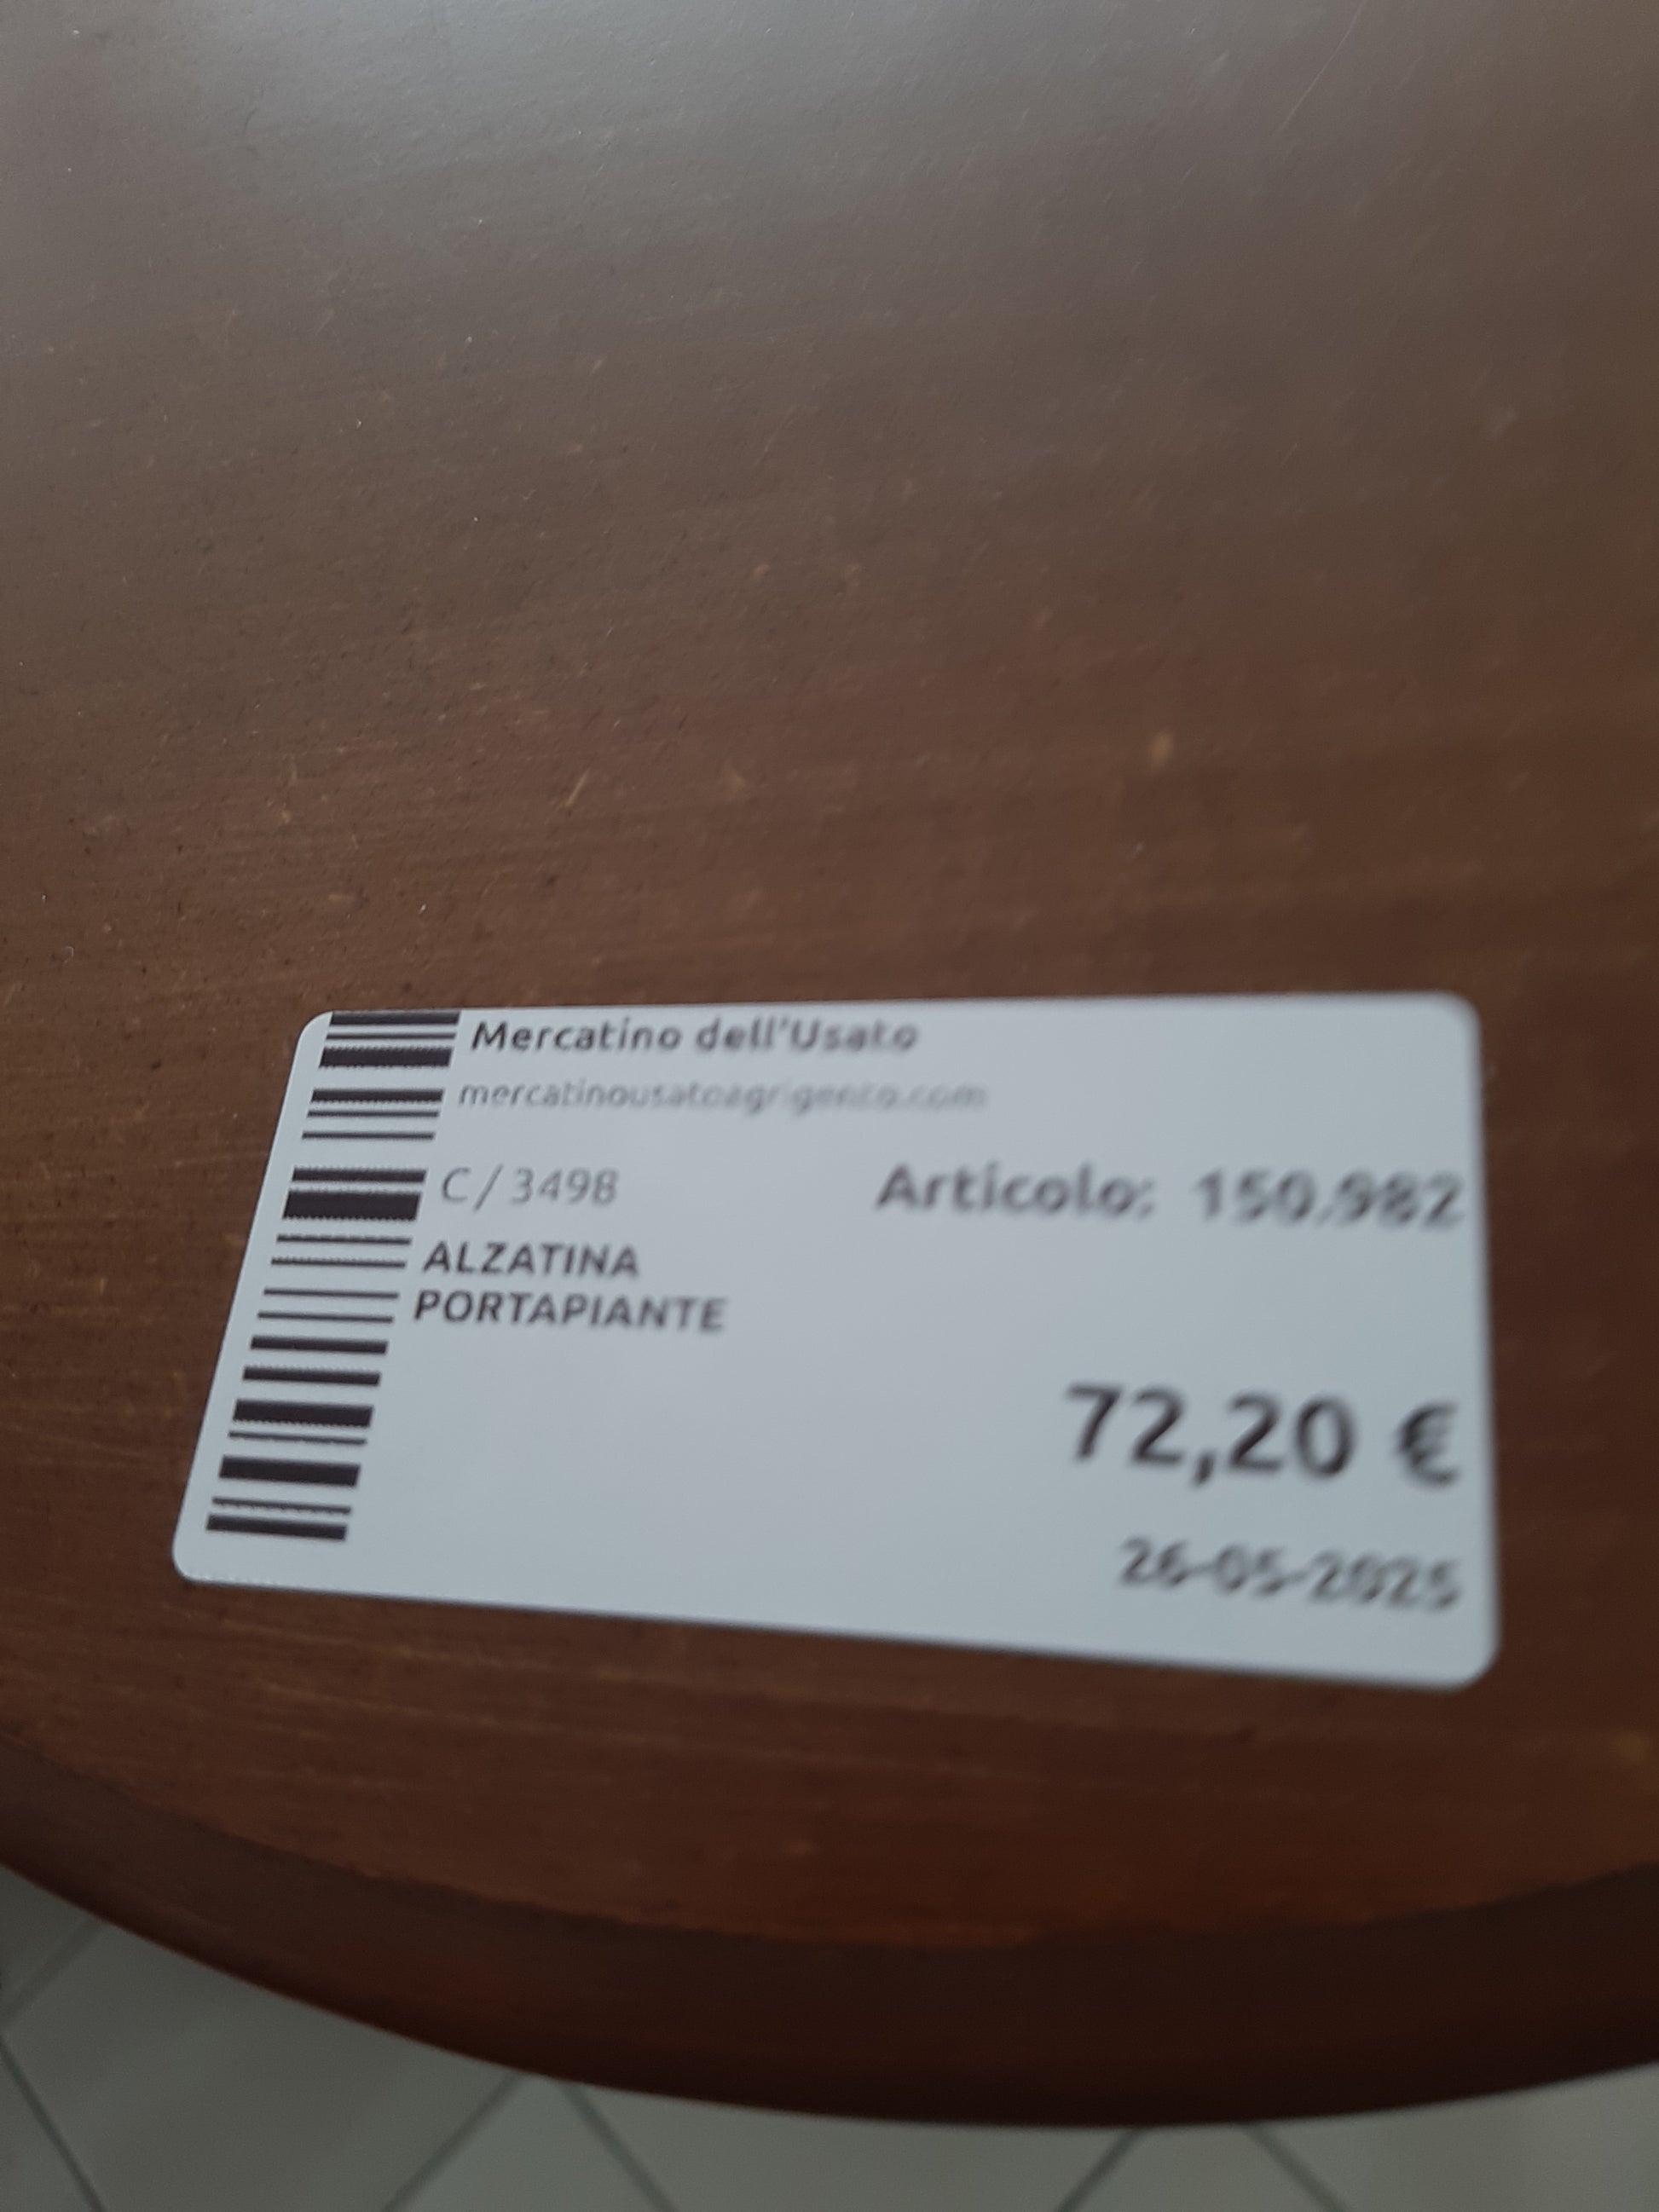 Mercatino dell'Usato
mercatinousatoagrigento.com
C/3498
Articolo: 150.982
ALZATINA
PORTAPIANTE
72,20 €
26-05-2025